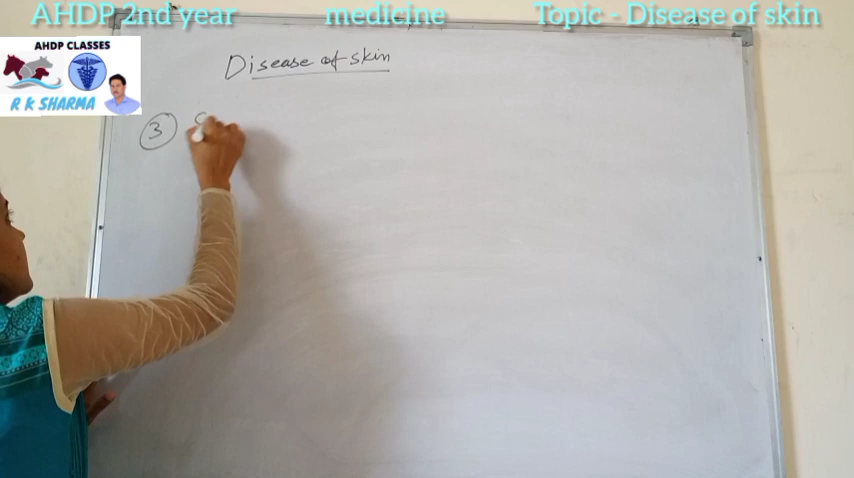 AHDP 2nd year medicine Topic - Disease of skin
AHDP CLASSES
R K SHARMA
Disease of skin
3